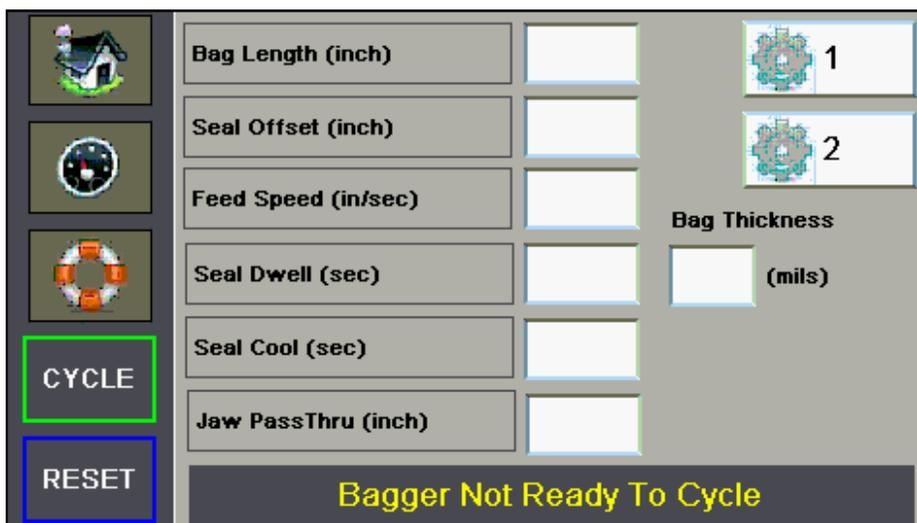 Bag Length (inch)
1
Seal Offset (inch)
2
Feed Speed (in/sec)
Bag Thickness
Seal Dwell (sec)
(mils)
Seal Cool (sec)
CYCLE
Jaw PassThru (inch)
RESET
Bagger Not Ready To Cycle